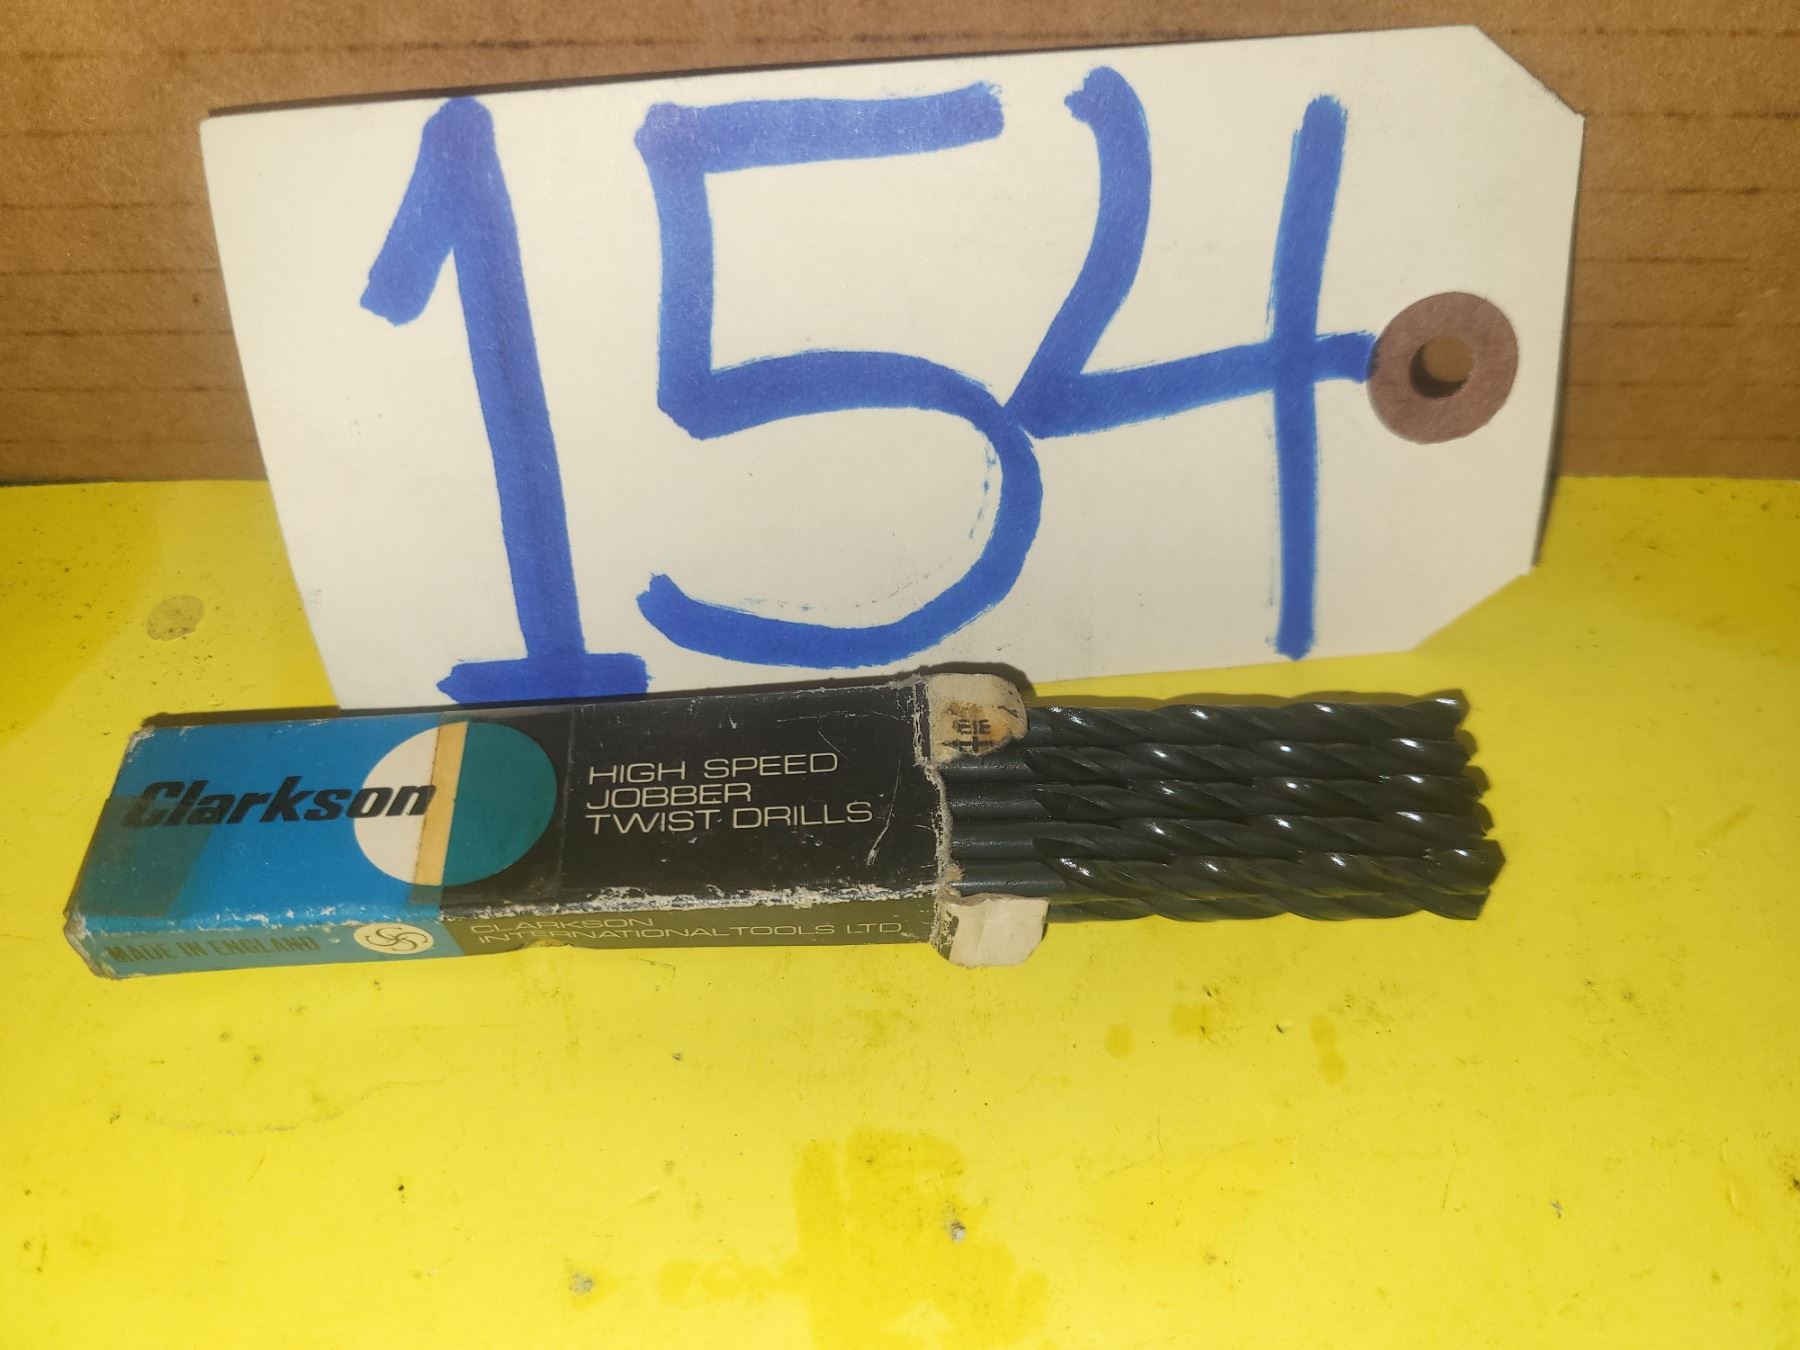 154
Clarkson
HIGH SPEED
JOBBER
TWIST DRILLS
MADE IN ENGLAND
CLARKSON
INTERNATIONAL TOOLS LTD